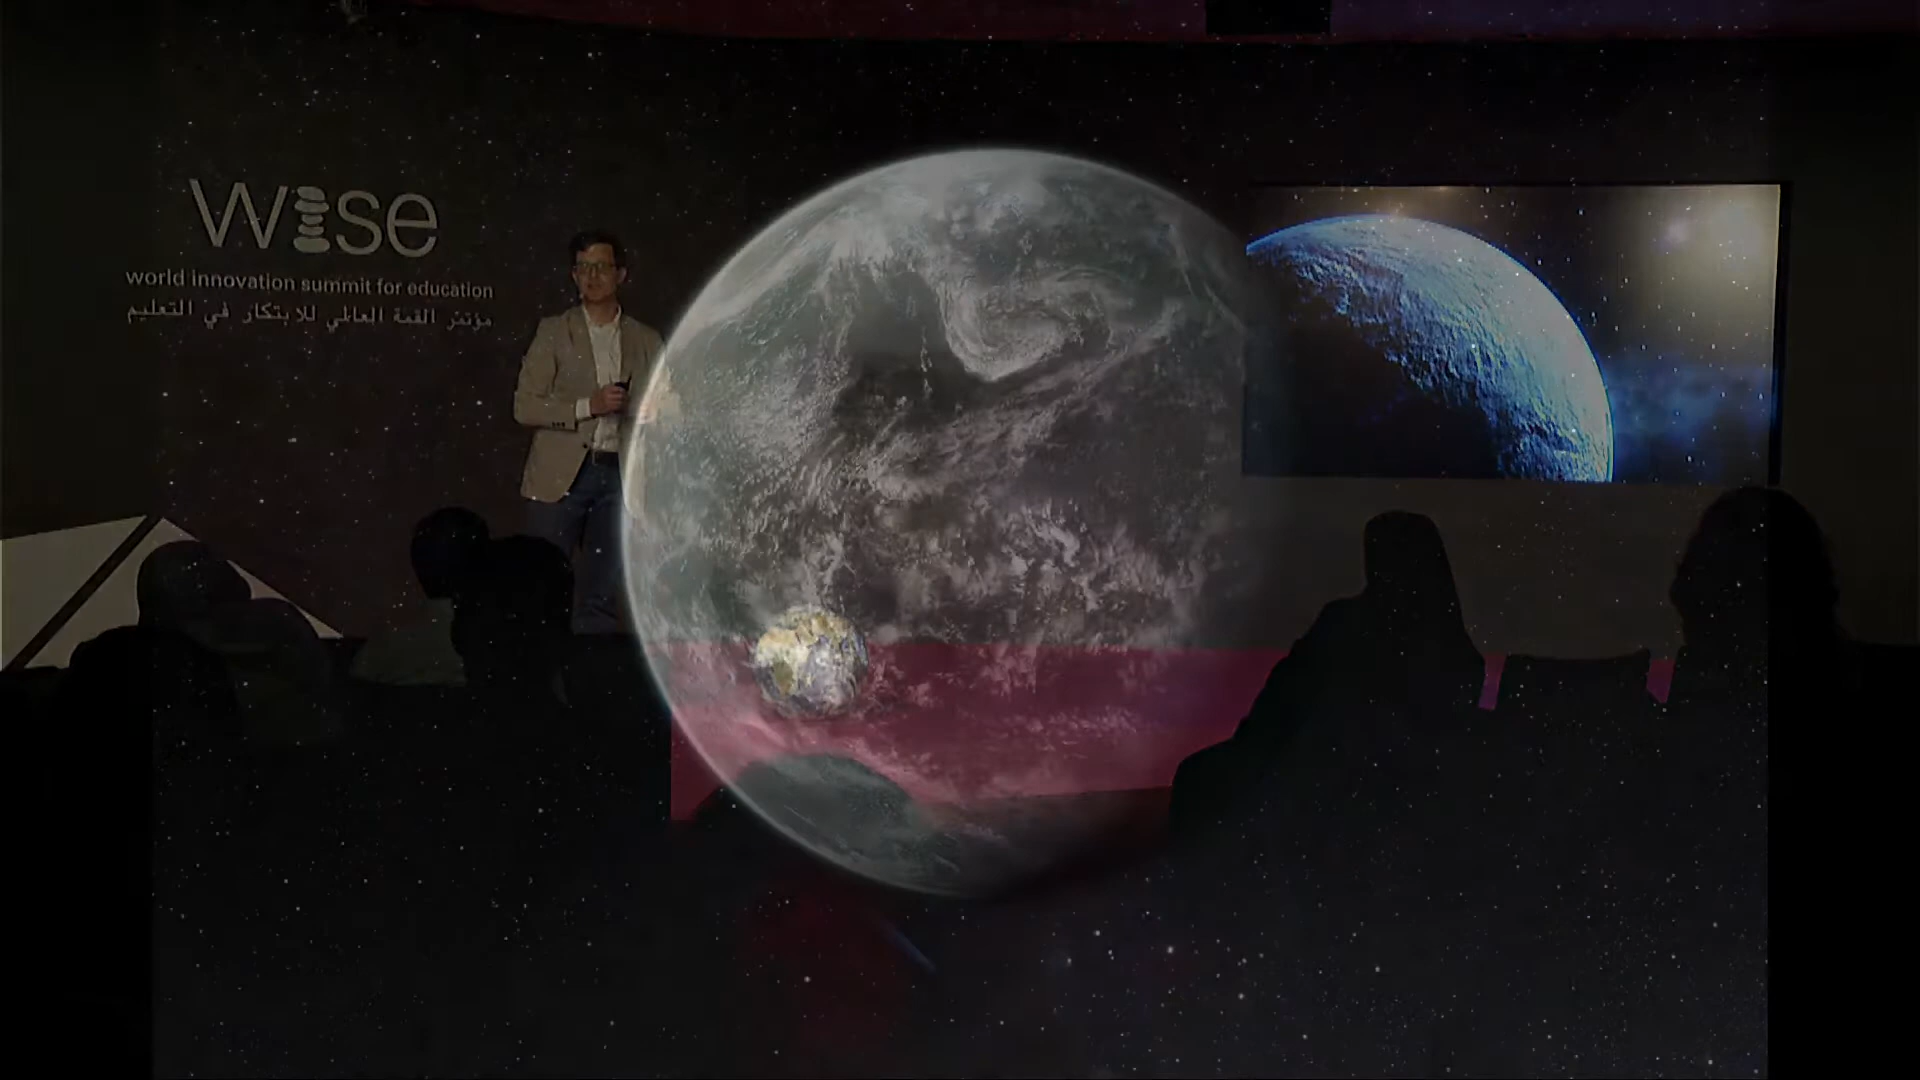 wise
world innovation summit for education
مؤتمر القمة العالمي للابتكار في التعليم